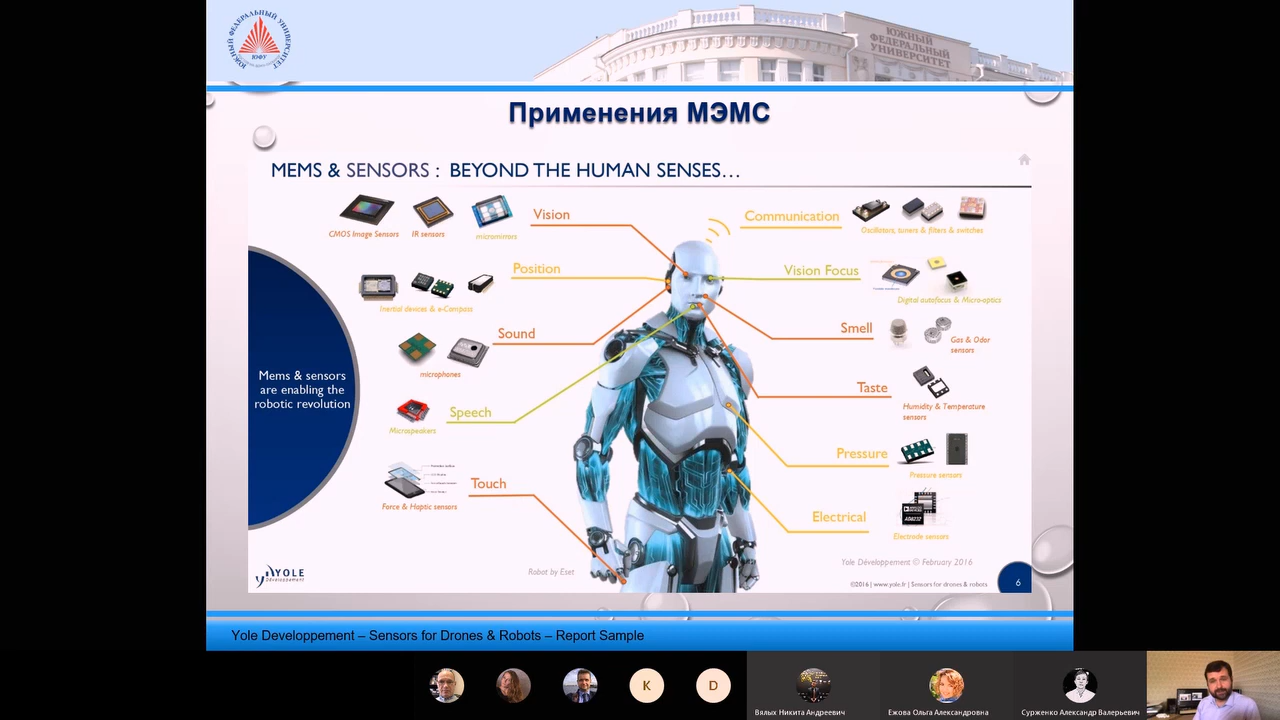 ЮЖНЫЙ ФЕДЕРАЛЬНЫЙ УНИВЕРСИТЕТ
ЮФУ
ЮЖНЫЙ
ФЕДЕРАЛЬНЫЙ
УНИВЕРСИТЕТ
Применения МЭМС
MEMS & SENSORS : BEYOND THE HUMAN SENSES...
Vision
CMOS Image Sensors
IR sensors
micromirrors
Communication
Oscillators, tuners & filters & switches
Position
Inertial devices & e-Compass
Vision Focus
Digital autofocus & Micro-optics
Sound
microphones
Smell
Gas & Odor
sensors
Mems & sensors
are enabling the
robotic revolution
Taste
Humidity & Temperature
sensors
Speech
Microspeakers
Pressure
Pressure sensors
Touch
Force & Haptic sensors
Electrical
AD8232
Electrode sensors
YOLE
Développement
Robot by Eset
Yole Développement © February 2016
©2016 | www.yole.fr | Sensors for drones & robots
6
Yole Developpement – Sensors for Drones & Robots – Report Sample
K
D
Вялых Никита Андреевич
Ежова Ольга Александровна
Сурженко Александр Валерьевич